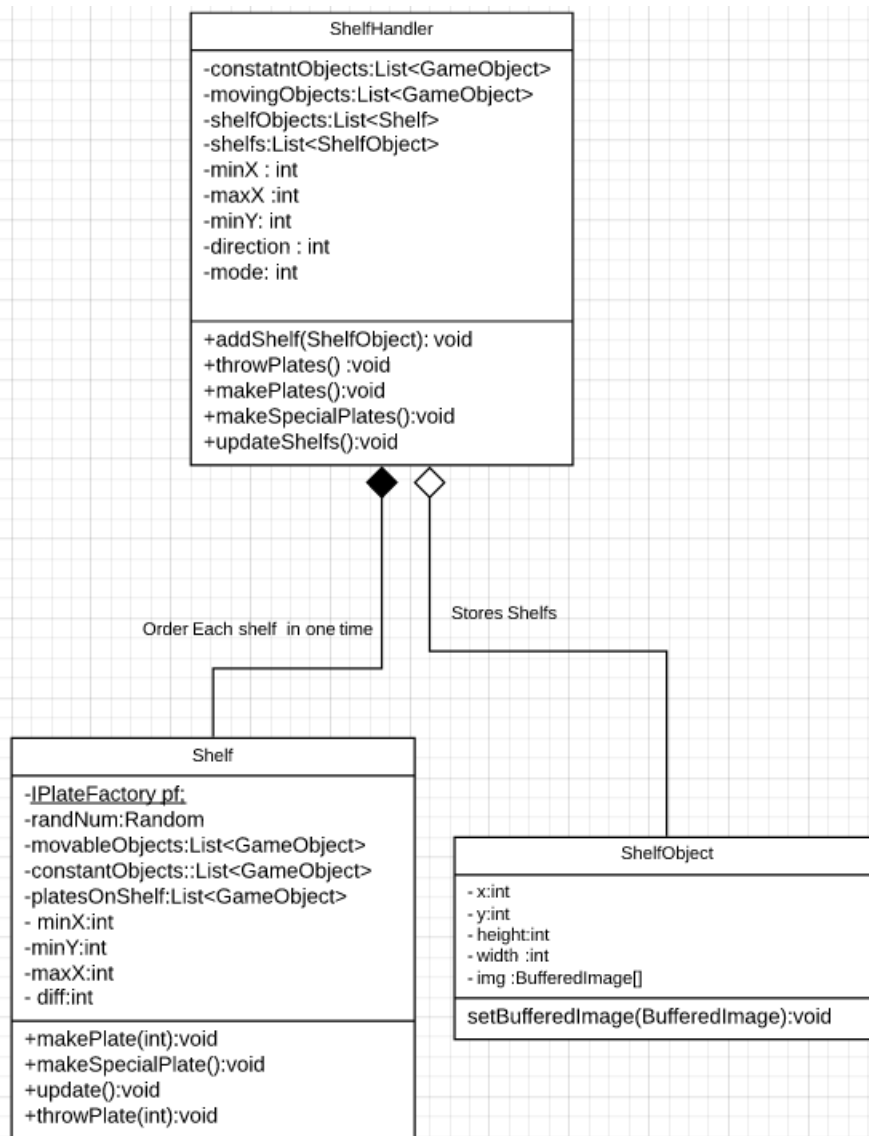 ShelfHandler
-constatntObjects:List<GameObject>
-movingObjects:List<GameObject>
-shelfObjects:List<Shelf>
-shelfs:List<ShelfObject>
-minX : int
-maxX :int
-minY: int
-direction : int
-mode: int
+addShelf(ShelfObject): void
+throwPlates() :void
+makePlates():void
+makeSpecialPlates():void
+updateShelfs():void
Order Each shelf in one time
Stores Shelfs
Shelf
-IPlateFactory pf;
-randNum:Random
-movableObjects:List<GameObject>
-constantObjects::List<GameObject>
-platesOnShelf:List<GameObject>
- minX:int
-minY:int
-maxX:int
- diff:int
+makePlate(int):void
+makeSpecialPlate():void
+update():void
+throwPlate(int):void
ShelfObject
- x:int
- y:int
- height:int
- width :int
- img :BufferedImage[]
setBufferedImage(BufferedImage):void